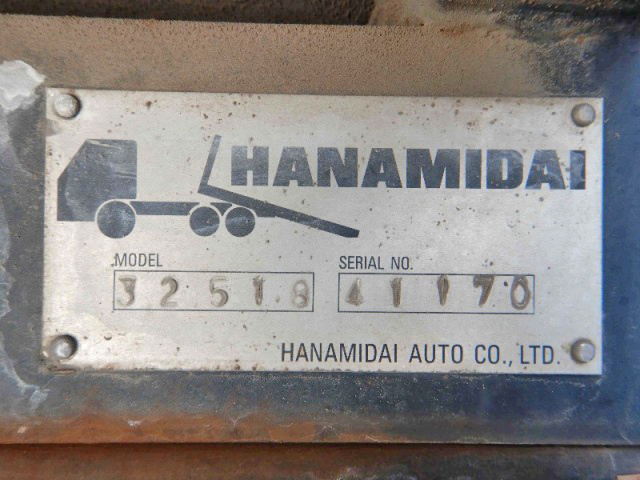 HANAMIDAI
MODEL SERIAL NO.
32518 41170
HANAMIDAI AUTO CO., LTD.